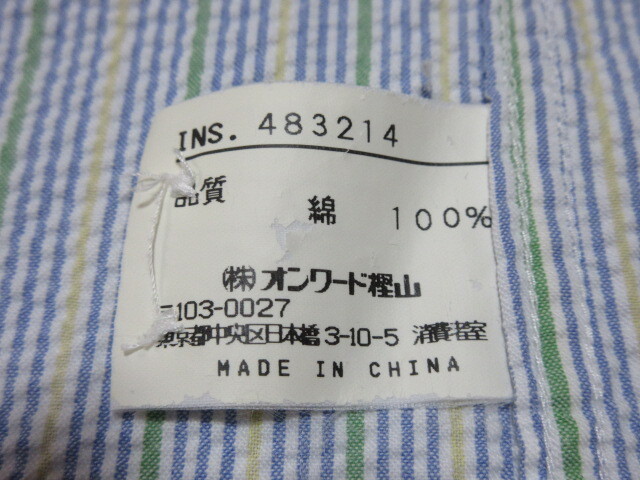 INS. 483214
品質
綿 100%
(株)オンワード樫山
〒103-0027
東京都中央区日本橋3-10-5 消費者室
MADE IN CHINA